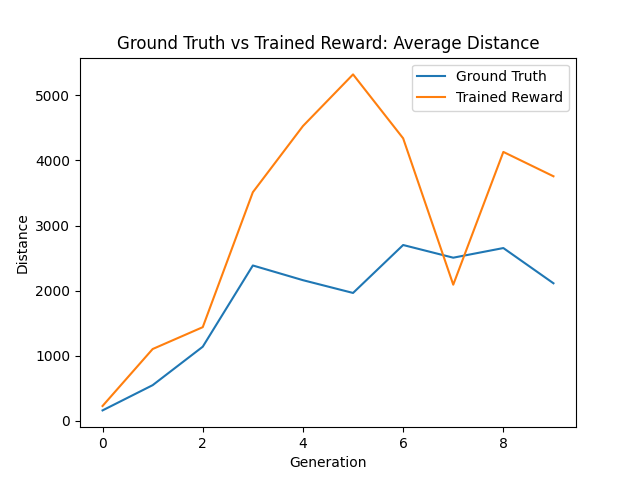 Ground Truth vs Trained Reward: Average Distance
Ground Truth
Trained Reward
5000
4000
3000
2000
1000
0
Distance
0 2 4 6 8
Generation